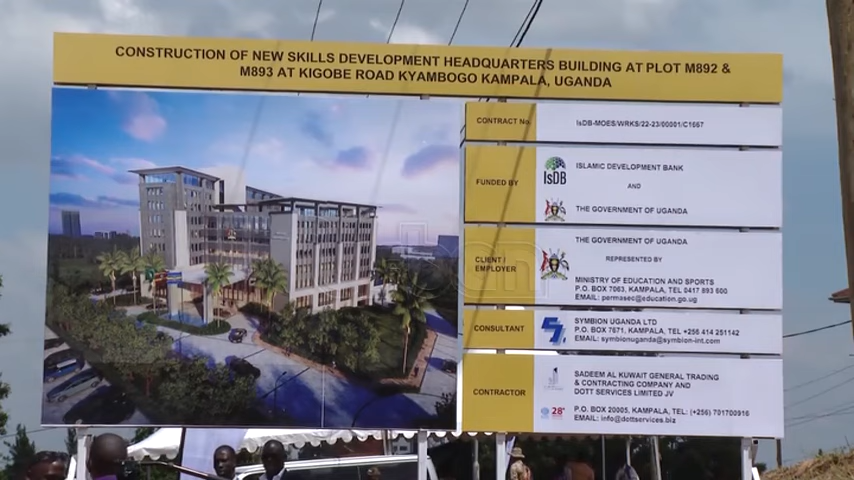 CONSTRUCTION OF NEW SKILLS DEVELOPMENT HEADQUARTERS BUILDING AT PLOT M892 &
M893 AT KIGOBE ROAD KYAMBOGO KAMPALA, UGANDA
CONTRACT No.
IsDB-MOES/WRKS/22-23/00001/C1667
FUNDED BY
IsDB
ISLAMIC DEVELOPMENT BANK
AND
THE GOVERNMENT OF UGANDA
CLIENT /
EMPLOYER
THE GOVERNMENT OF UGANDA
REPRESENTED BY
MINISTRY OF EDUCATION AND SPORTS
P.O. BOX 7063, KAMPALA, TEL 0417 893 600
EMAIL: permasec@education.go.ug
CONSULTANT
SYMBION UGANDA LTD
P.O. BOX 7671, KAMPALA, TEL +256 414 251142
EMAIL: symbionuganda@symbion-int.com
CONTRACTOR
SADEEM AL KUWAIT GENERAL TRADING
& CONTRACTING COMPANY AND
DOTT SERVICES LIMITED JV
28
P.O. BOX 20005, KAMPALA, TEL: (+256) 701700916
EMAIL: info@dottservices.biz